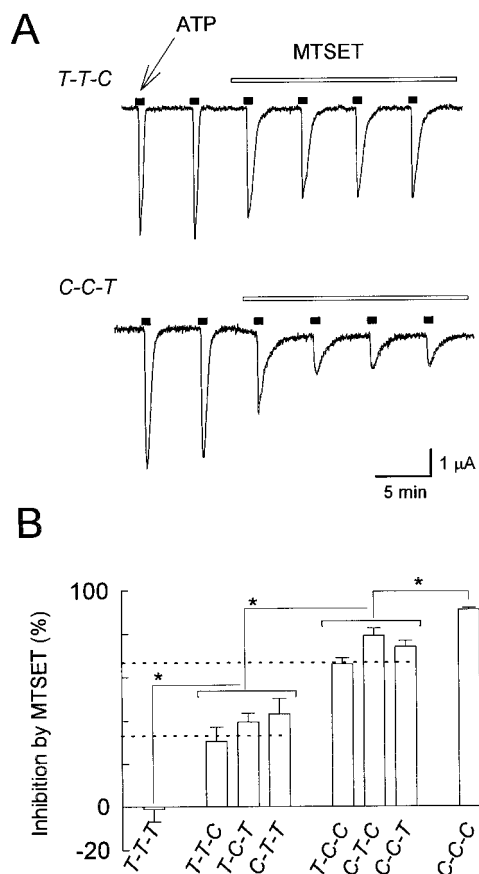 A
ATP
T-T-C
MTSET
C-C-T
1 µA
5 min
B
Inhibition by MTSET (%)
100
0
-20
*
*
*
T-T-T
T-T-C
T-C-T
C-T-T
T-C-C
C-T-C
C-C-T
C-C-C